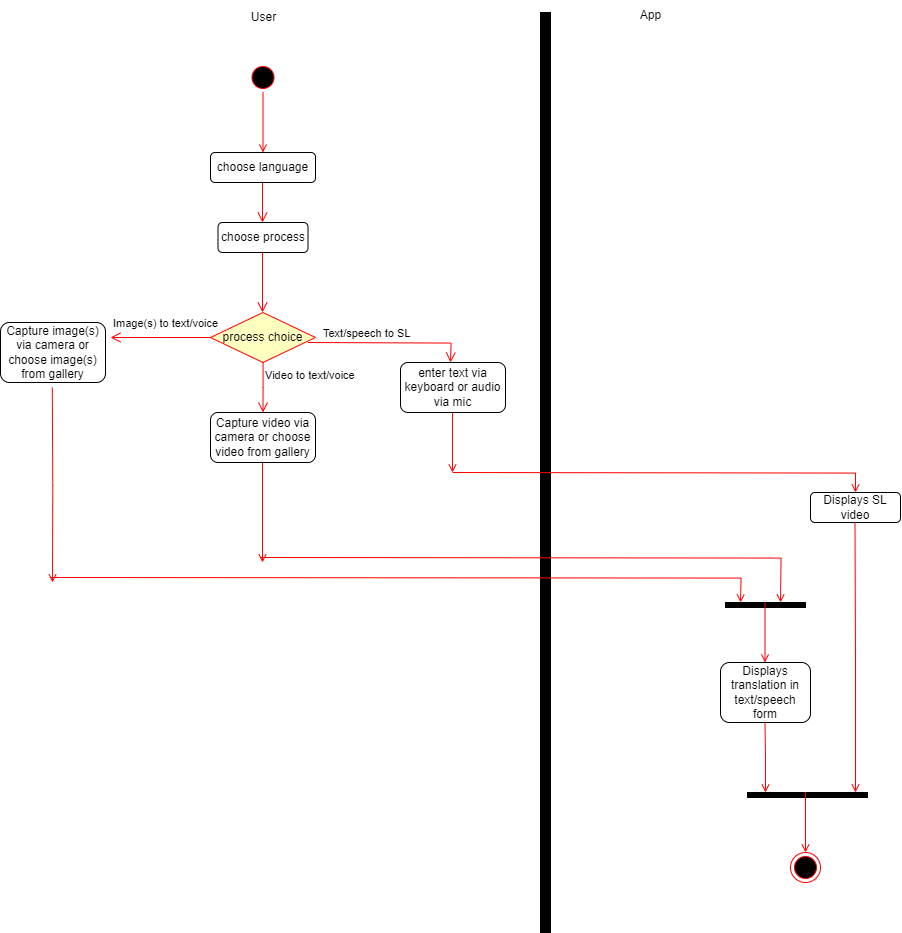 User
App
choose language
choose process
Image(s) to text/voice
process choice
Text/speech to SL
Capture image(s)
via camera or
choose image(s)
from gallery
Video to text/voice
enter text via
keyboard or audio
via mic
Capture video via
camera or choose
video from gallery
Displays SL
video
Displays
translation in
text/speech
form